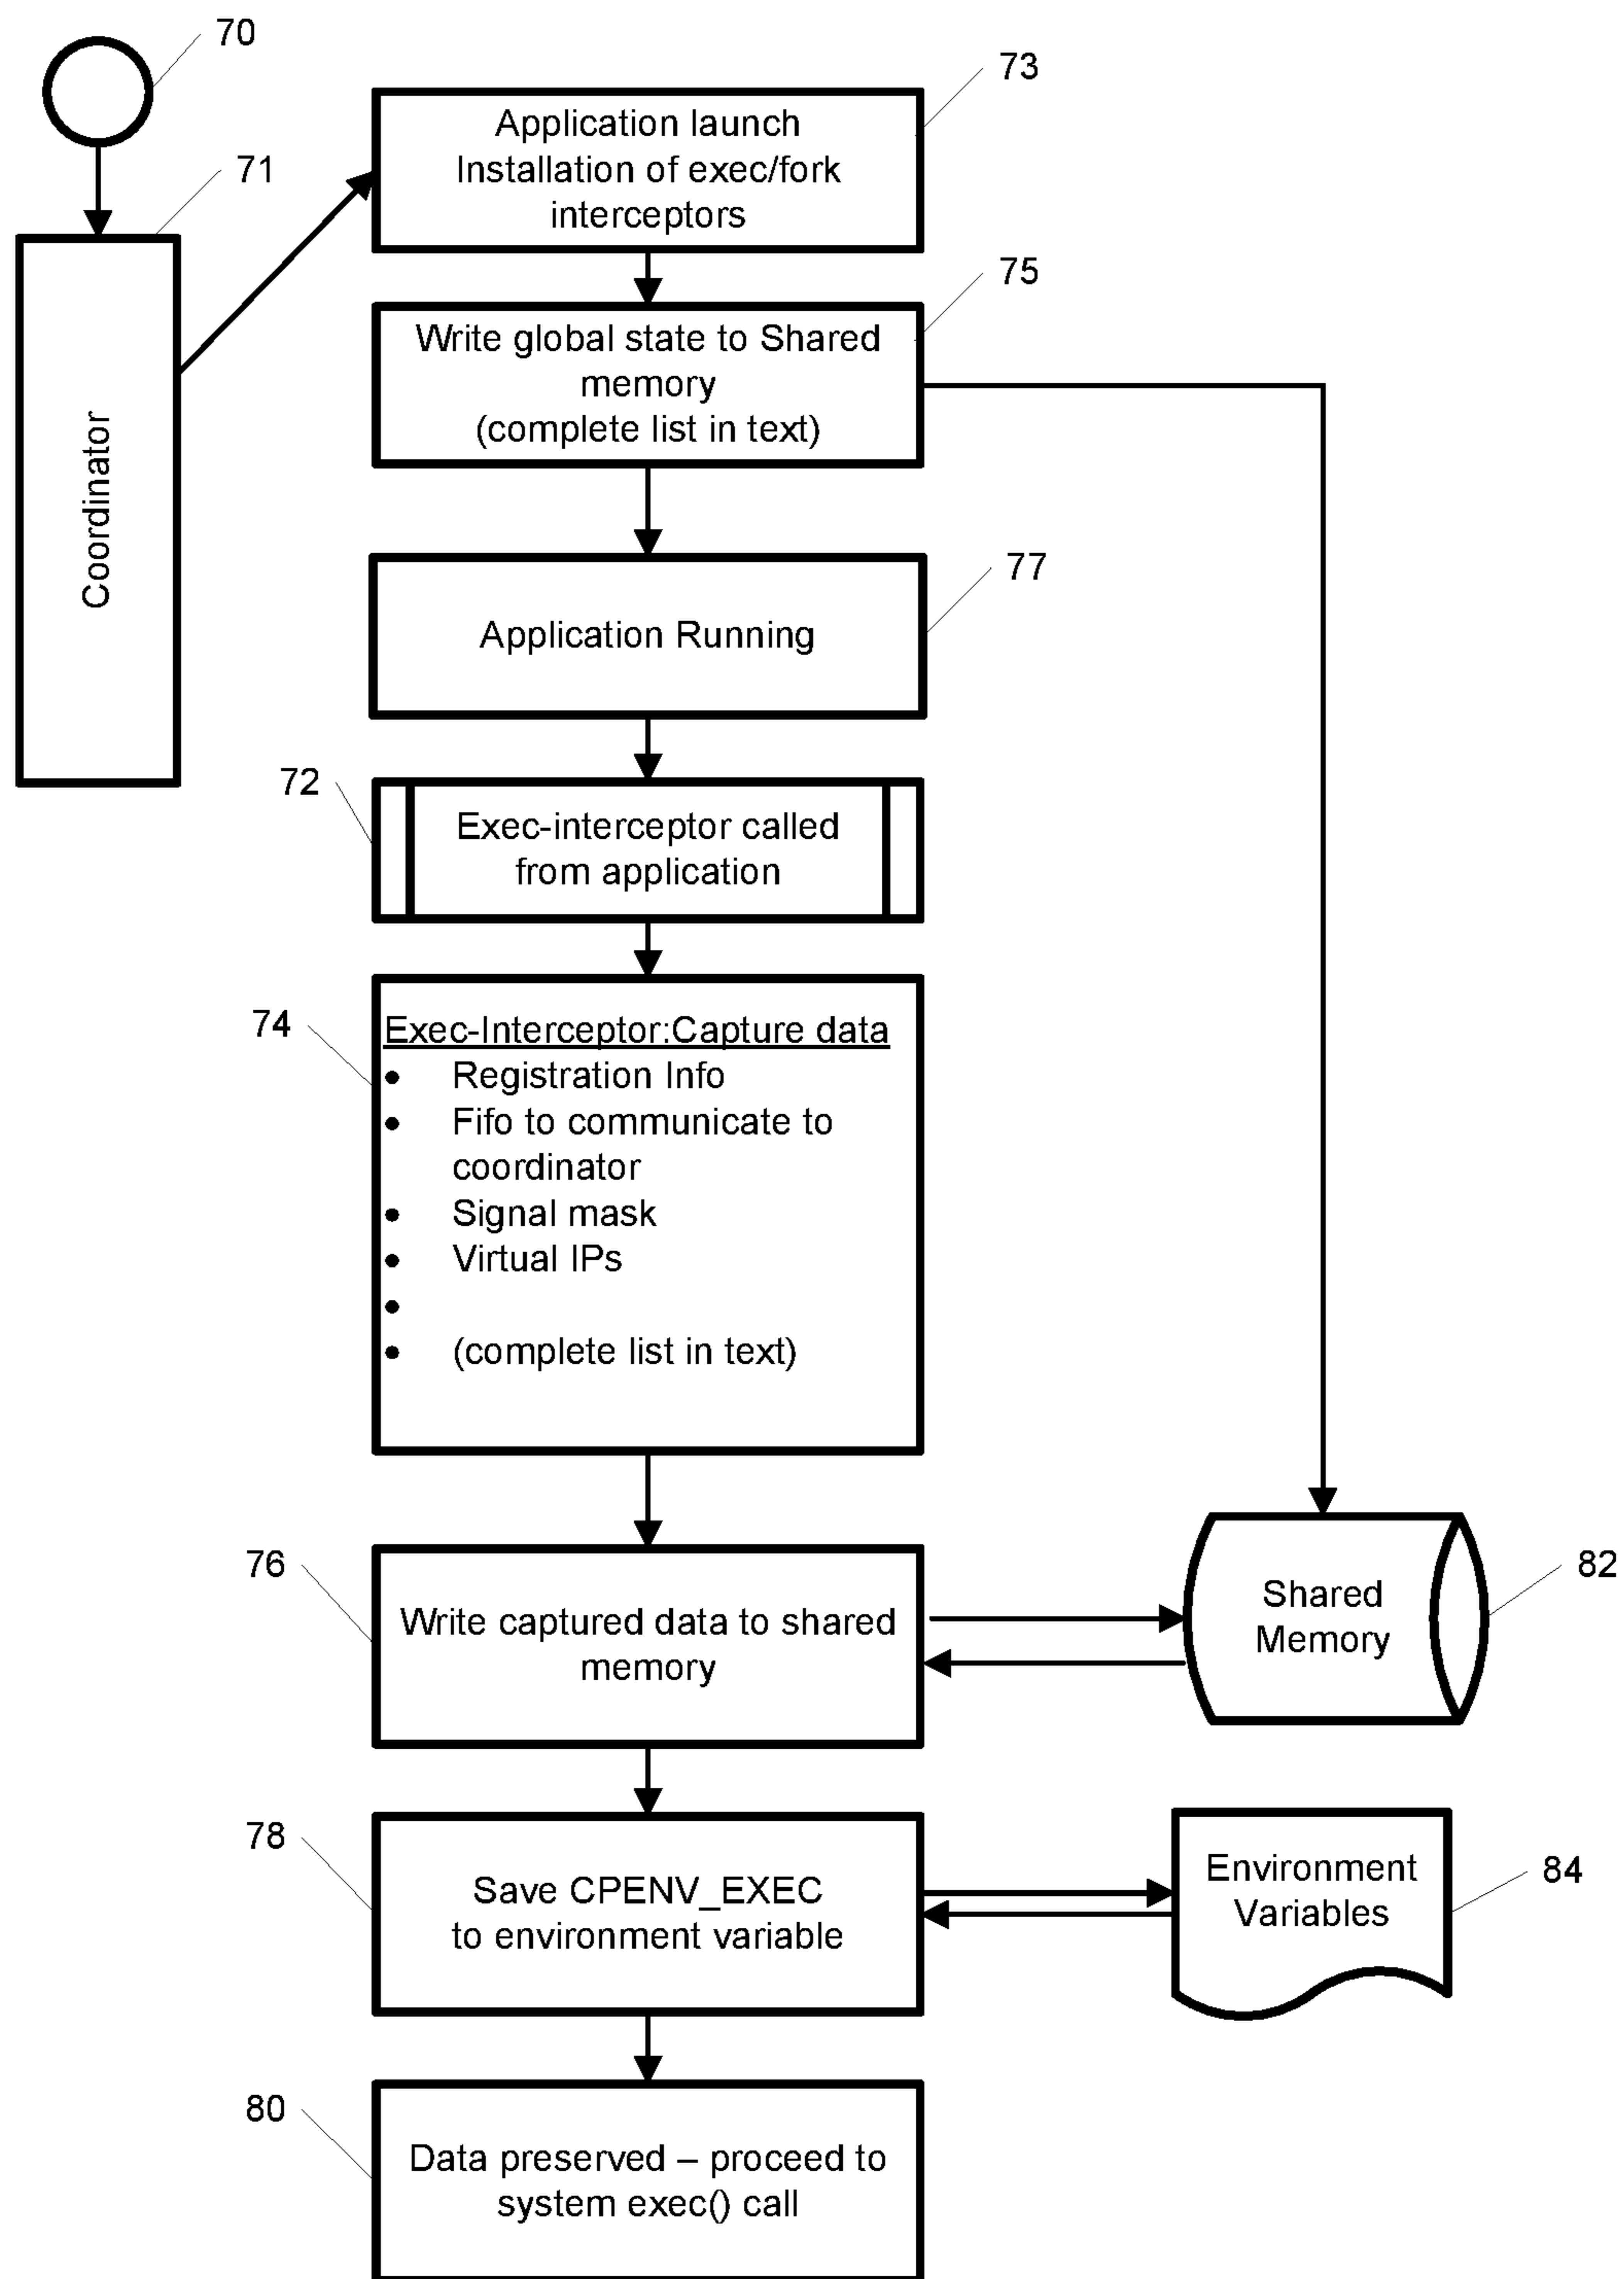 70
71
Coordinator
73
Application launch
Installation of exec/fork
interceptors
75
Write global state to Shared
memory
(complete list in text)
77
Application Running
72
Exec-interceptor called
from application
74
Exec-Interceptor:Capture data
• Registration Info
• Fifo to communicate to
coordinator
• Signal mask
• Virtual IPs
•
• (complete list in text)
76
Write captured data to shared
memory
Shared
Memory
82
78
Save CPENV_EXEC
to environment variable
Environment
Variables
84
80
Data preserved – proceed to
system exec() call